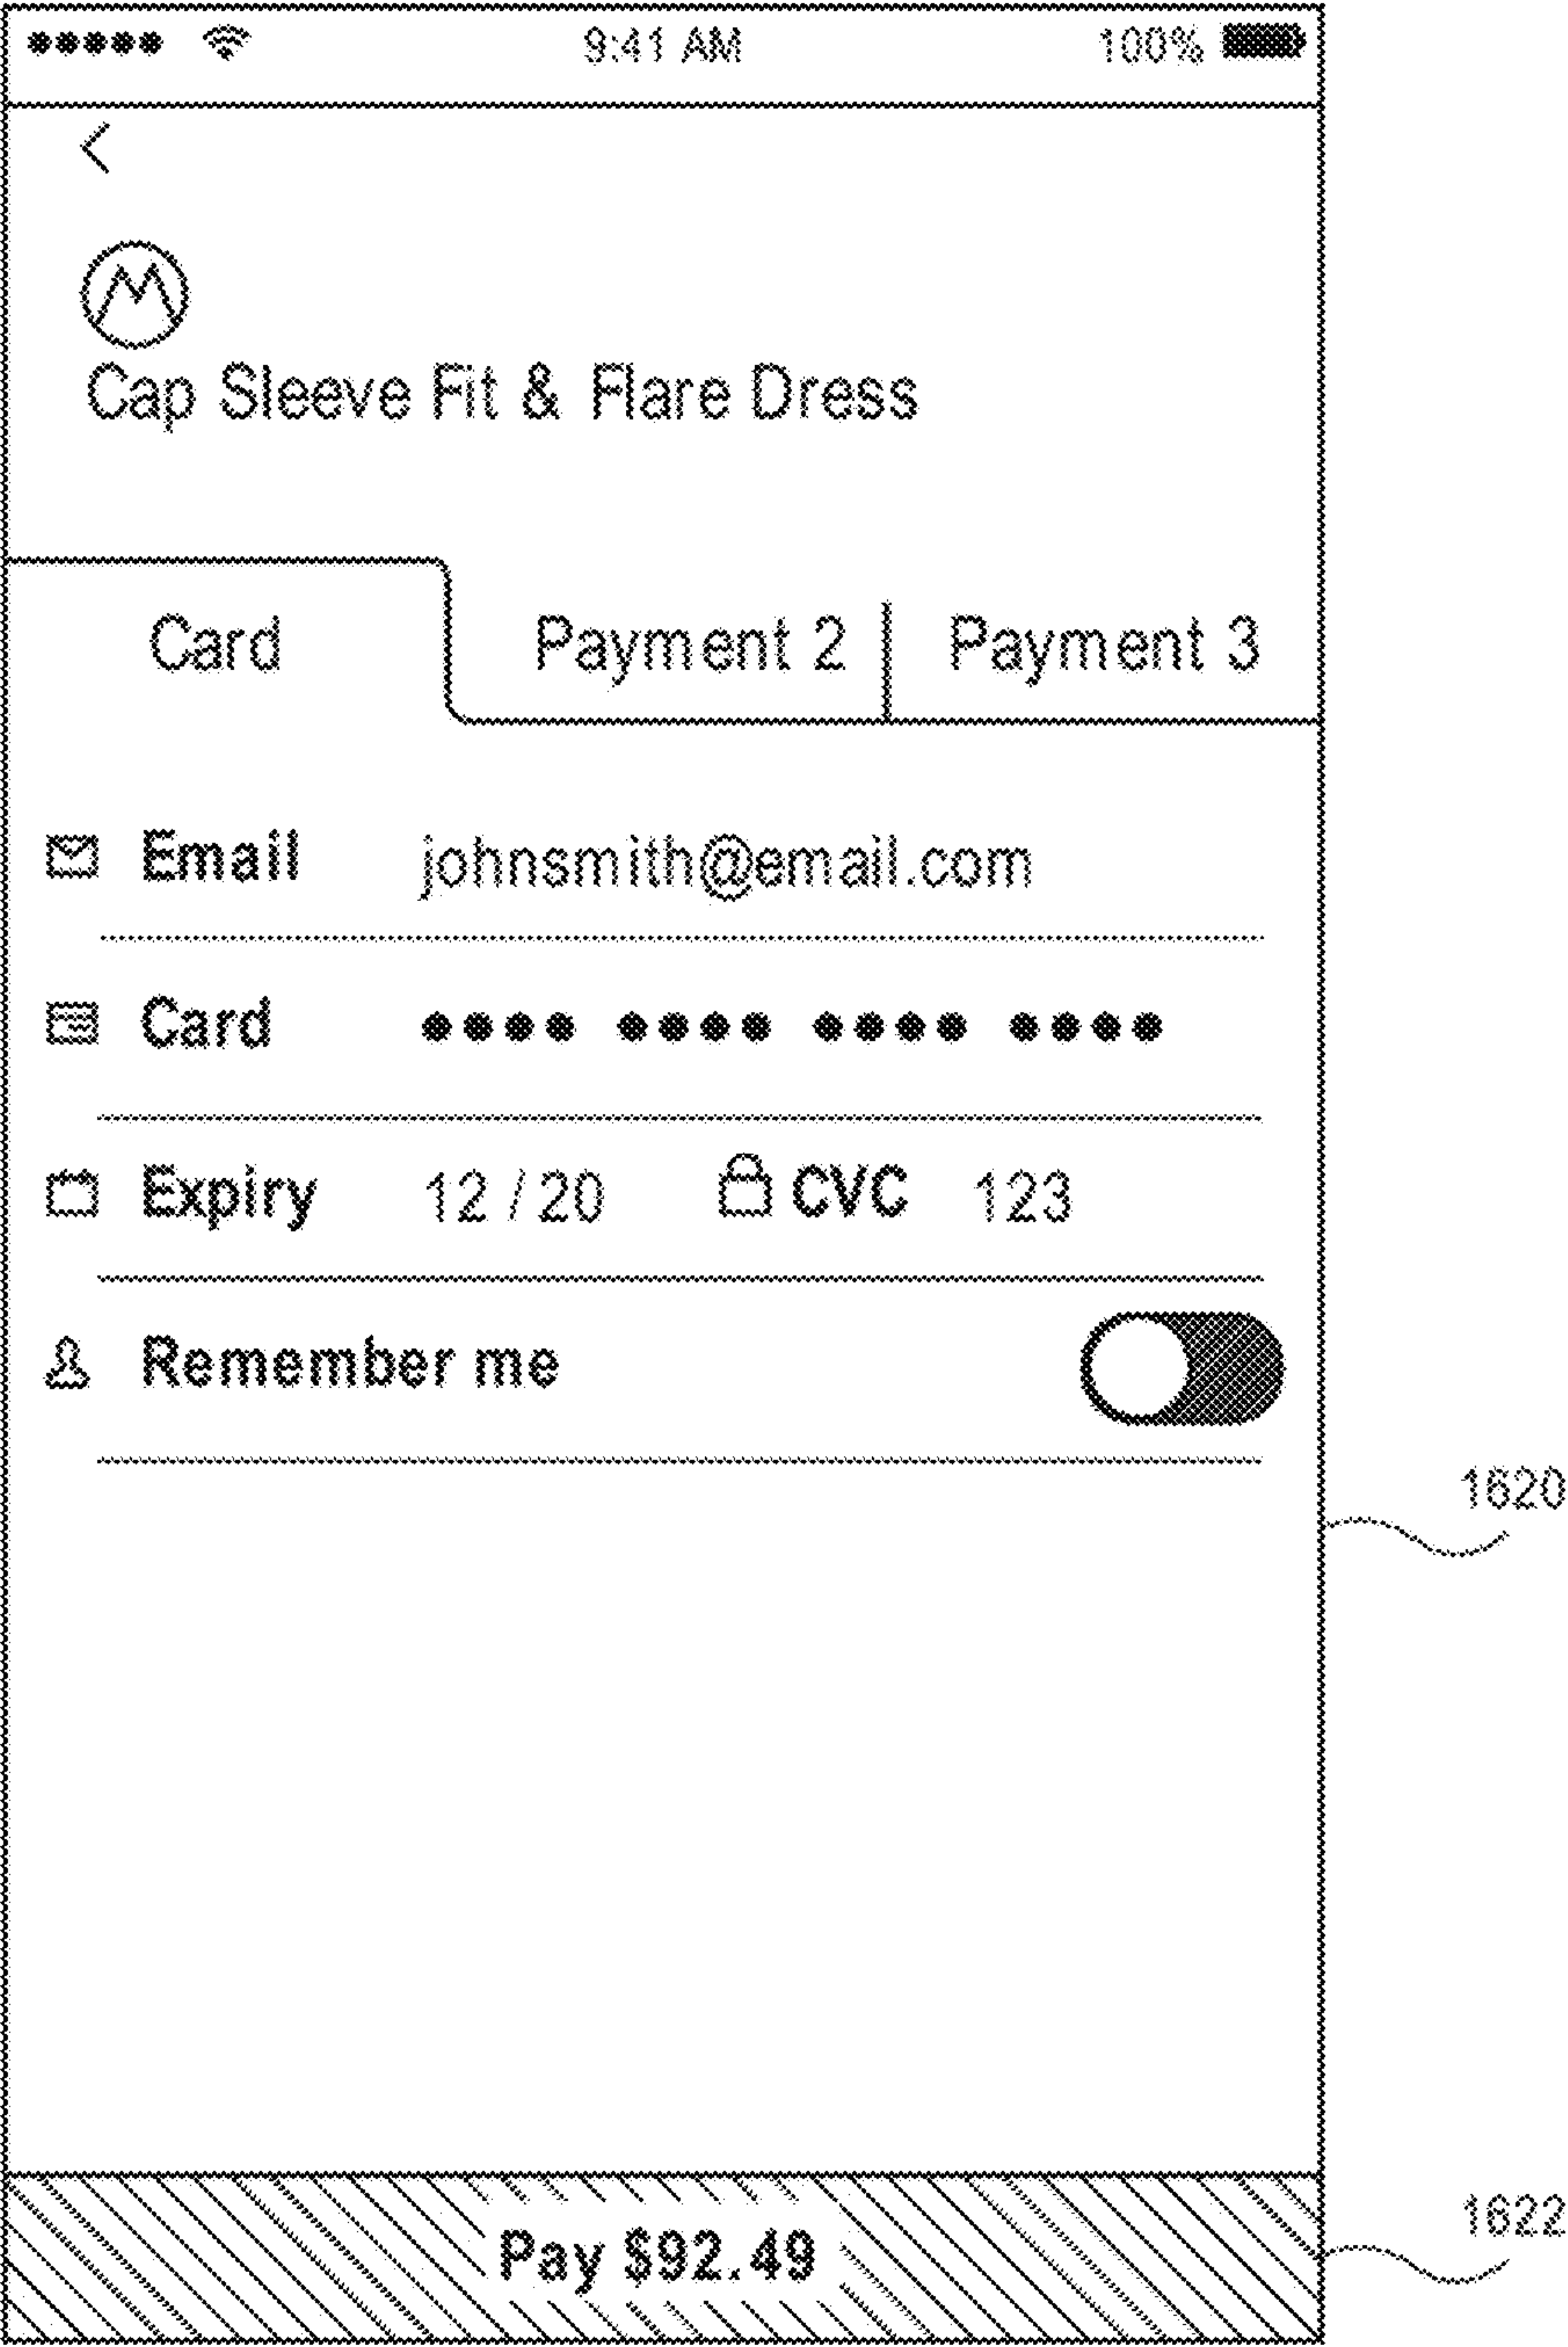 9:41 AM 100%
Cap Sleeve Fit & Flare Dress
Card Payment 2 Payment 3
Email johnsmith@email.com
Card •••• •••• •••• ••••
Expiry 12 / 20 CVC 123
Remember me
1620
Pay $92.49
1622